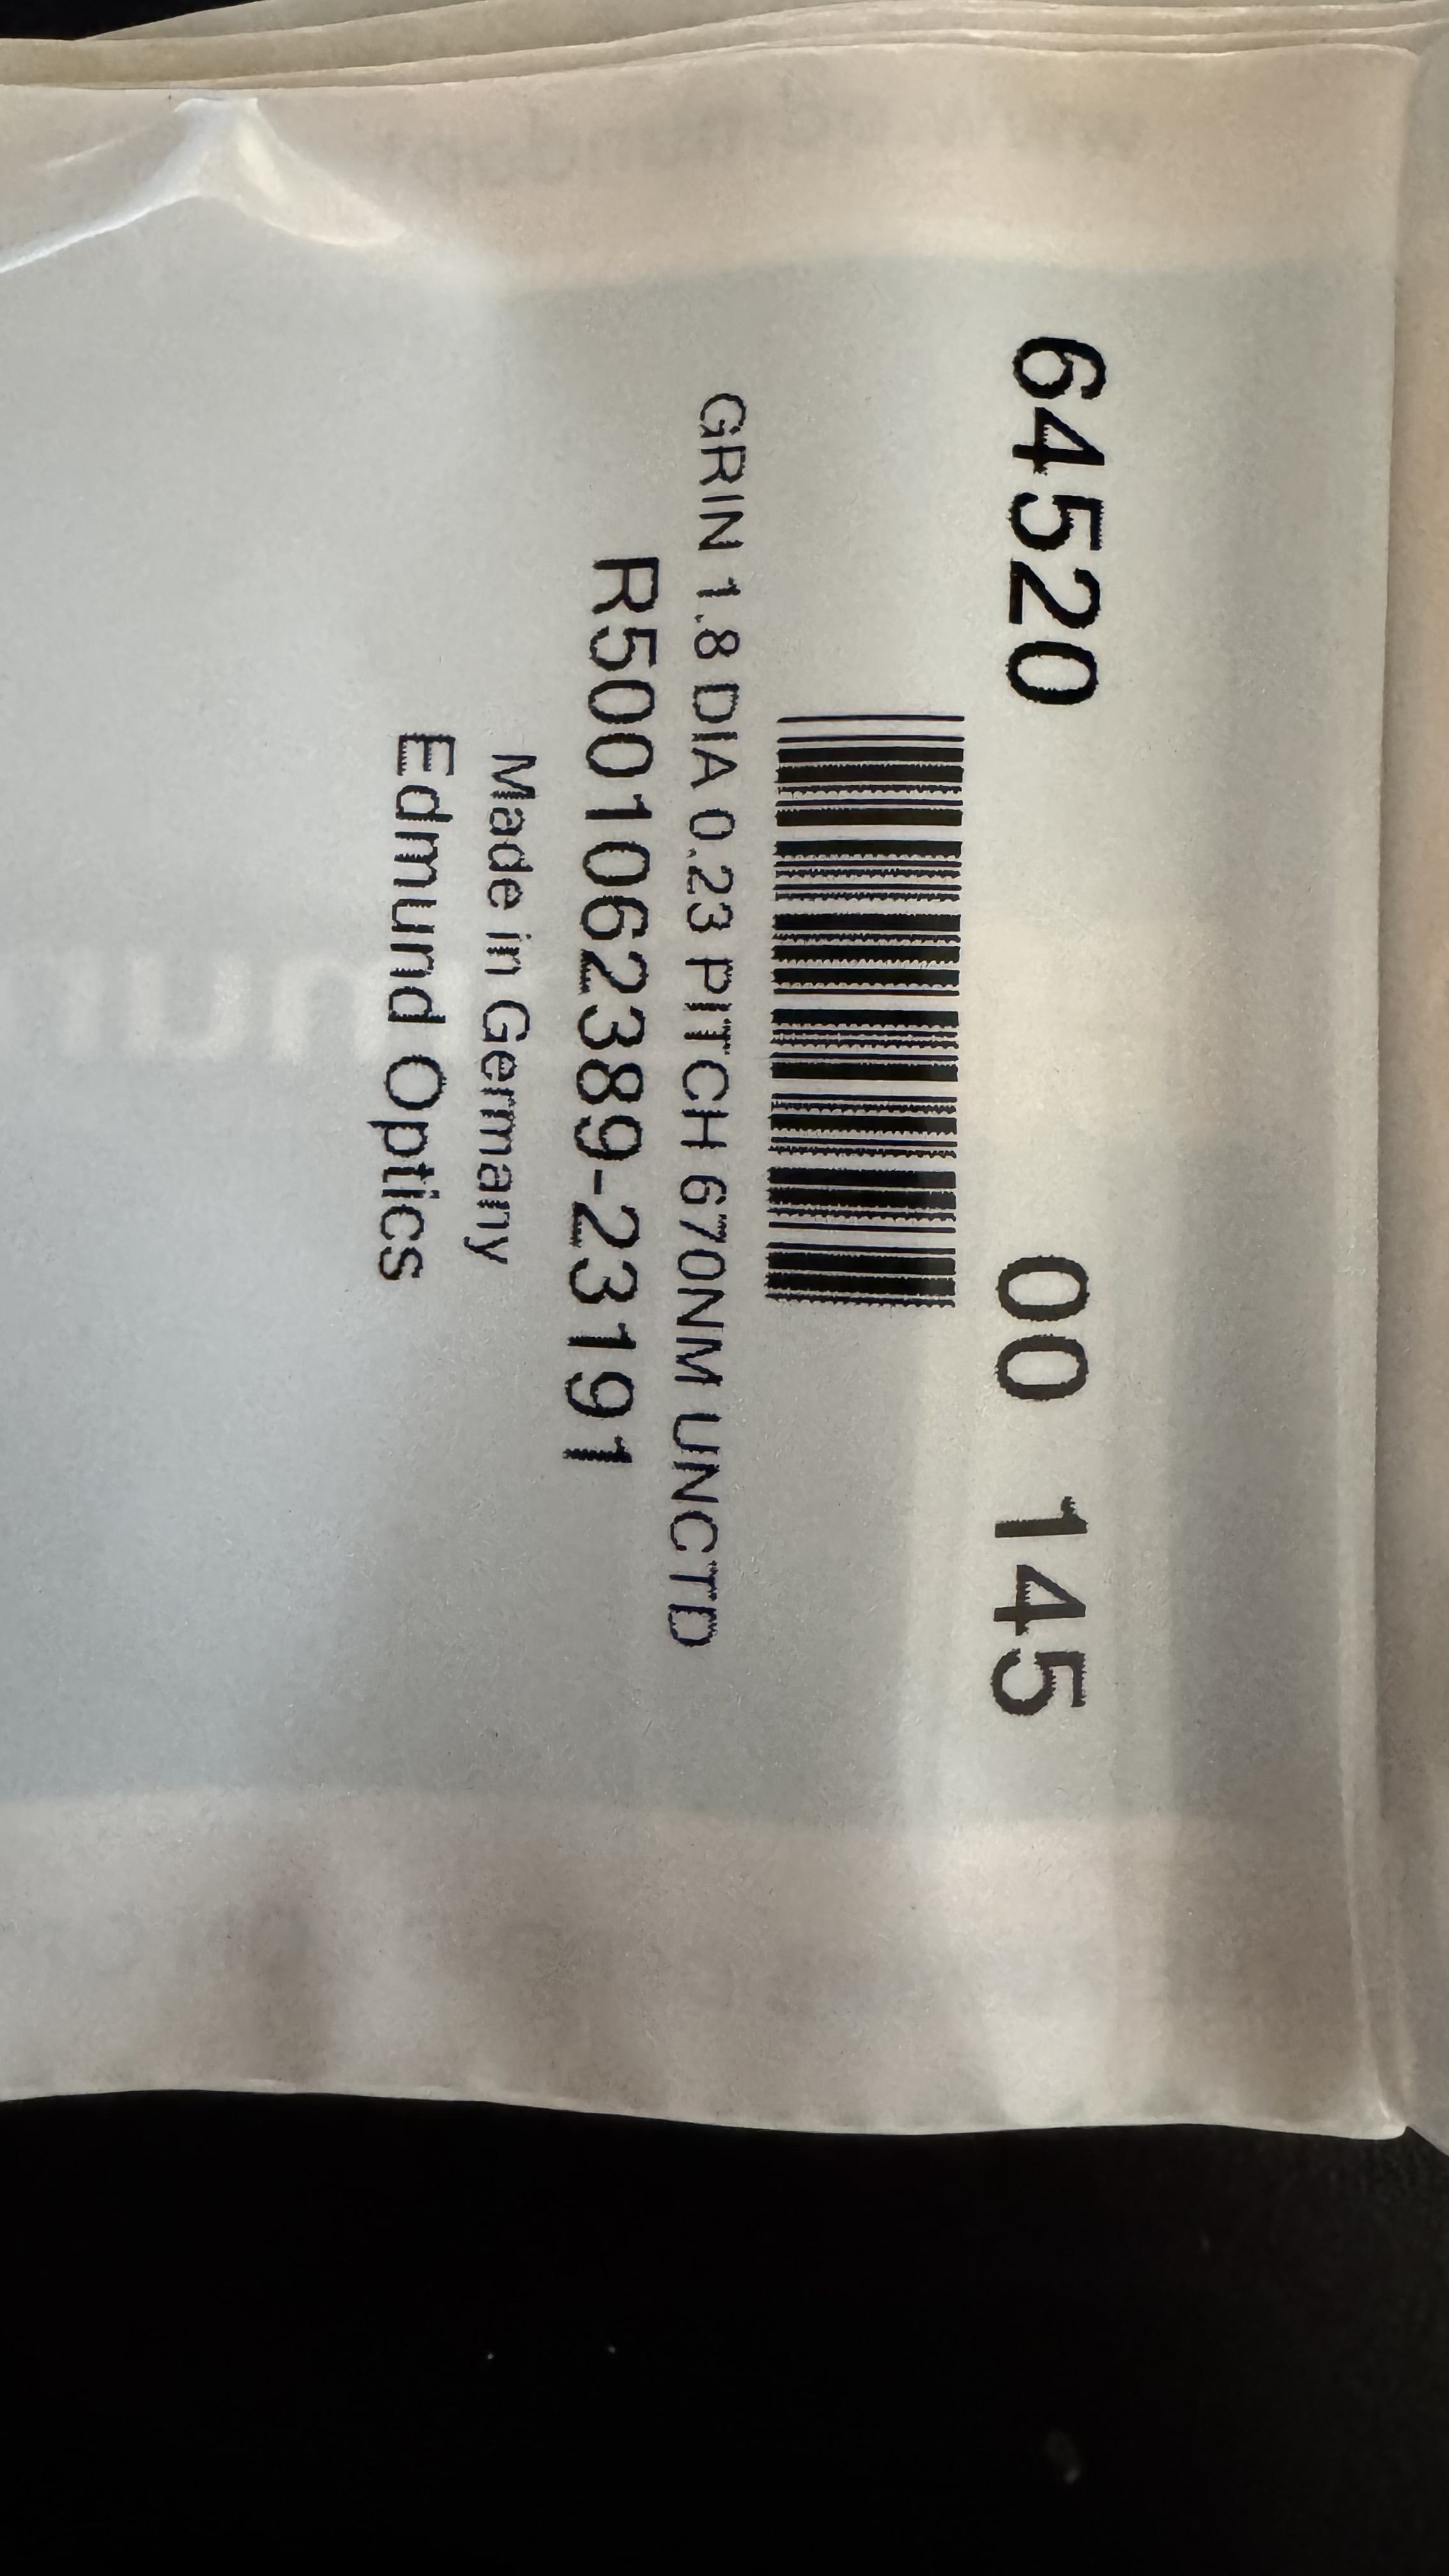 64520 00 145
GRIN 1.8 DIA 0.23 PITCH 670NM UNCTD
R5001062389-23191
Made in Germany
Edmund Optics